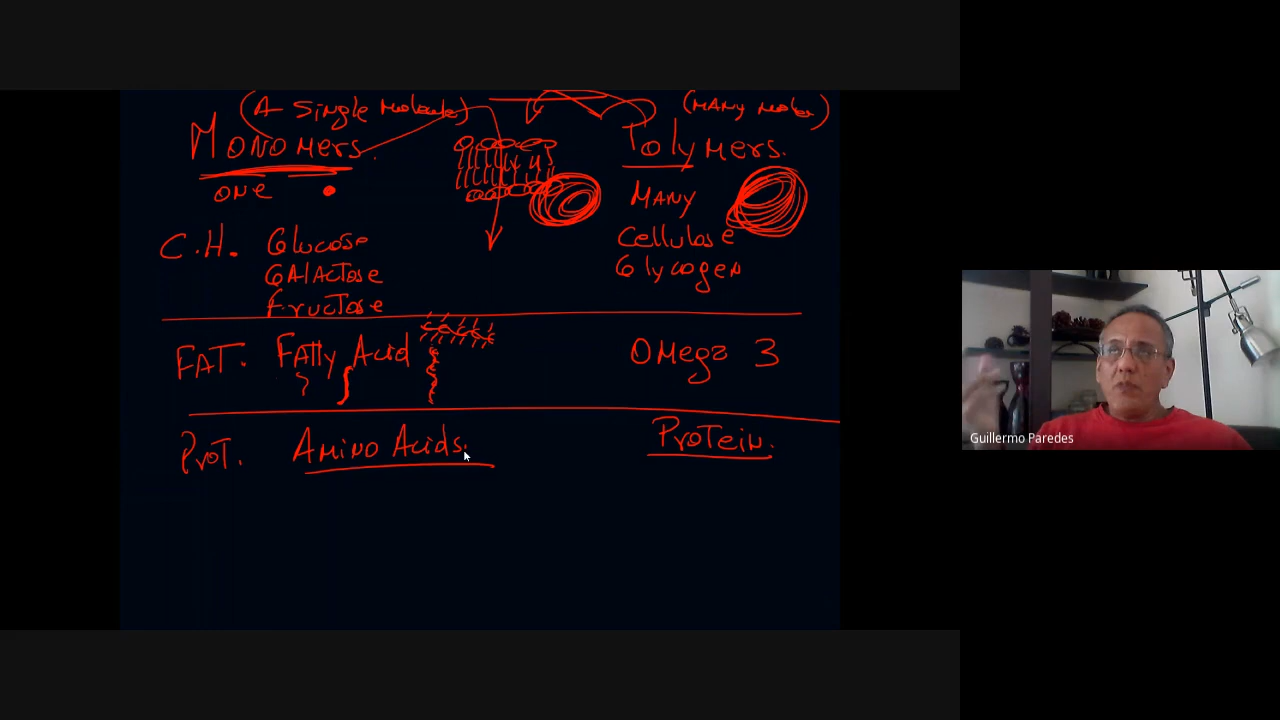 (A Single Molecule) (MANY Molec)
MONOMers. Polymers.
ONE MANY
C.H. Glucose Cellulose
GAlACTose Glycogen
FrucTose
FAT. FATTy Acid OMega 3
ProT. AMINO Acids. ProTein.
Guillermo Paredes